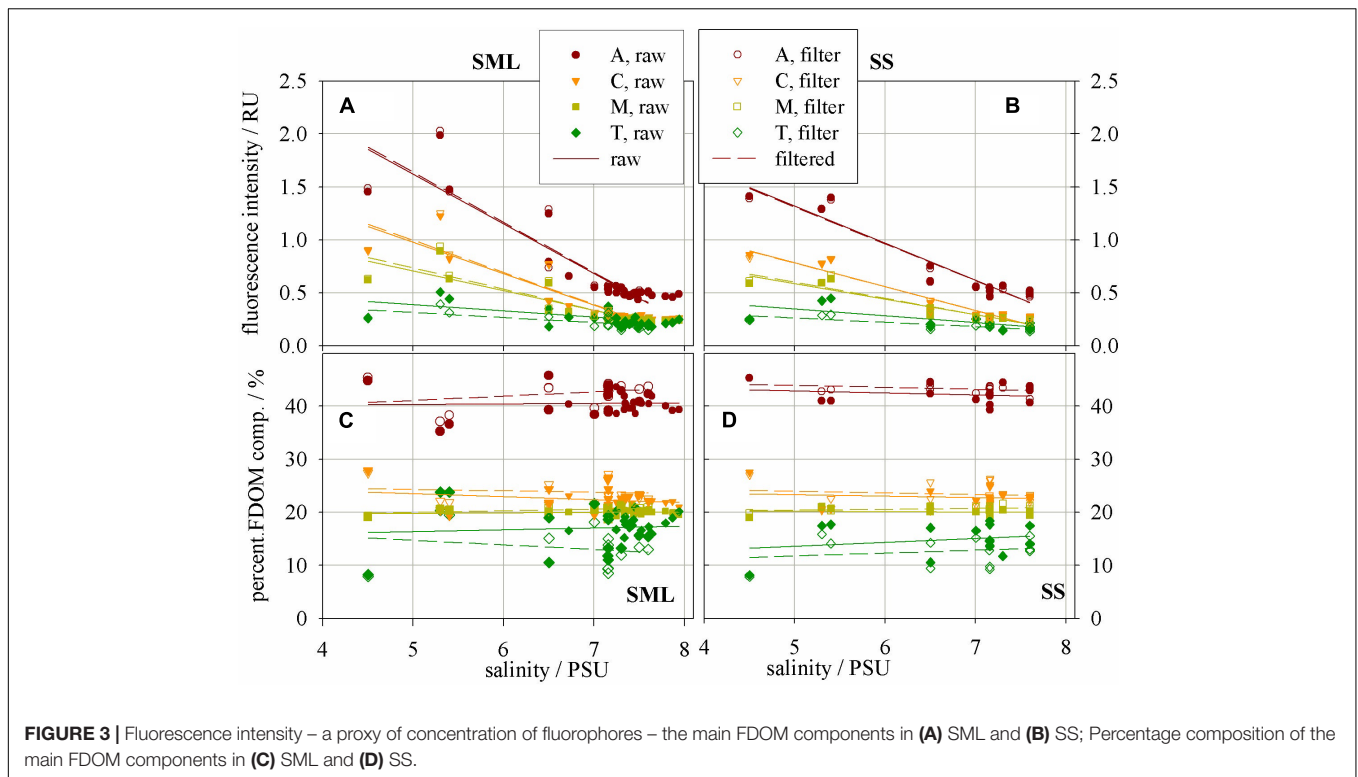 SML
SS
A, raw
C, raw
M, raw
T, raw
raw
A, filter
C, filter
M, filter
T, filter
filtered
A
B
2.5
2.0
1.5
1.0
0.5
0.0
fluorescence intensity / RU
2.5
2.0
1.5
1.0
0.5
0.0
C
D
40
30
20
10
0
percent.FDOM comp. / %
40
30
20
10
0
SML
SS
4 5 6 7 8
salinity / PSU
4 5 6 7 8
salinity / PSU
FIGURE 3 | Fluorescence intensity – a proxy of concentration of fluorophores – the main FDOM components in (A) SML and (B) SS; Percentage composition of the
main FDOM components in (C) SML and (D) SS.